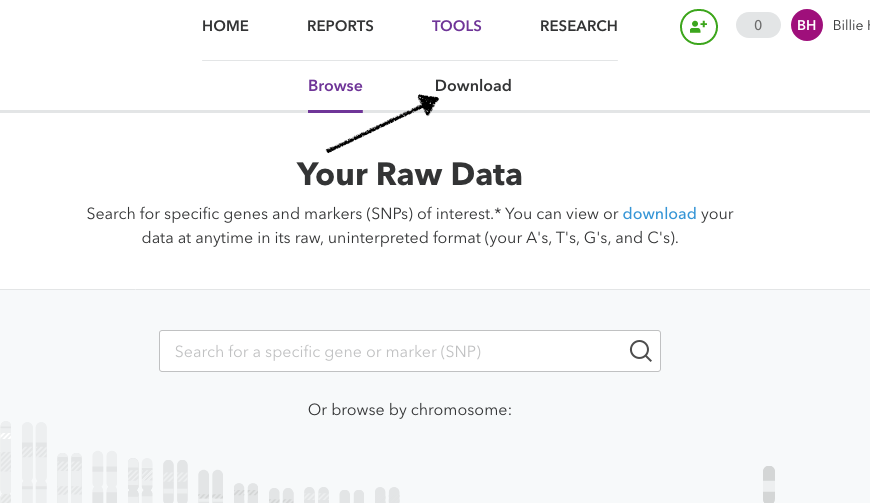 HOME REPORTS TOOLS RESEARCH 0 BH Billie
Browse Download
Your Raw Data
Search for specific genes and markers (SNPs) of interest.* You can view or download your
data at anytime in its raw, uninterpreted format (your A's, T's, G's, and C's).
Search for a specific gene or marker (SNP)
Or browse by chromosome: